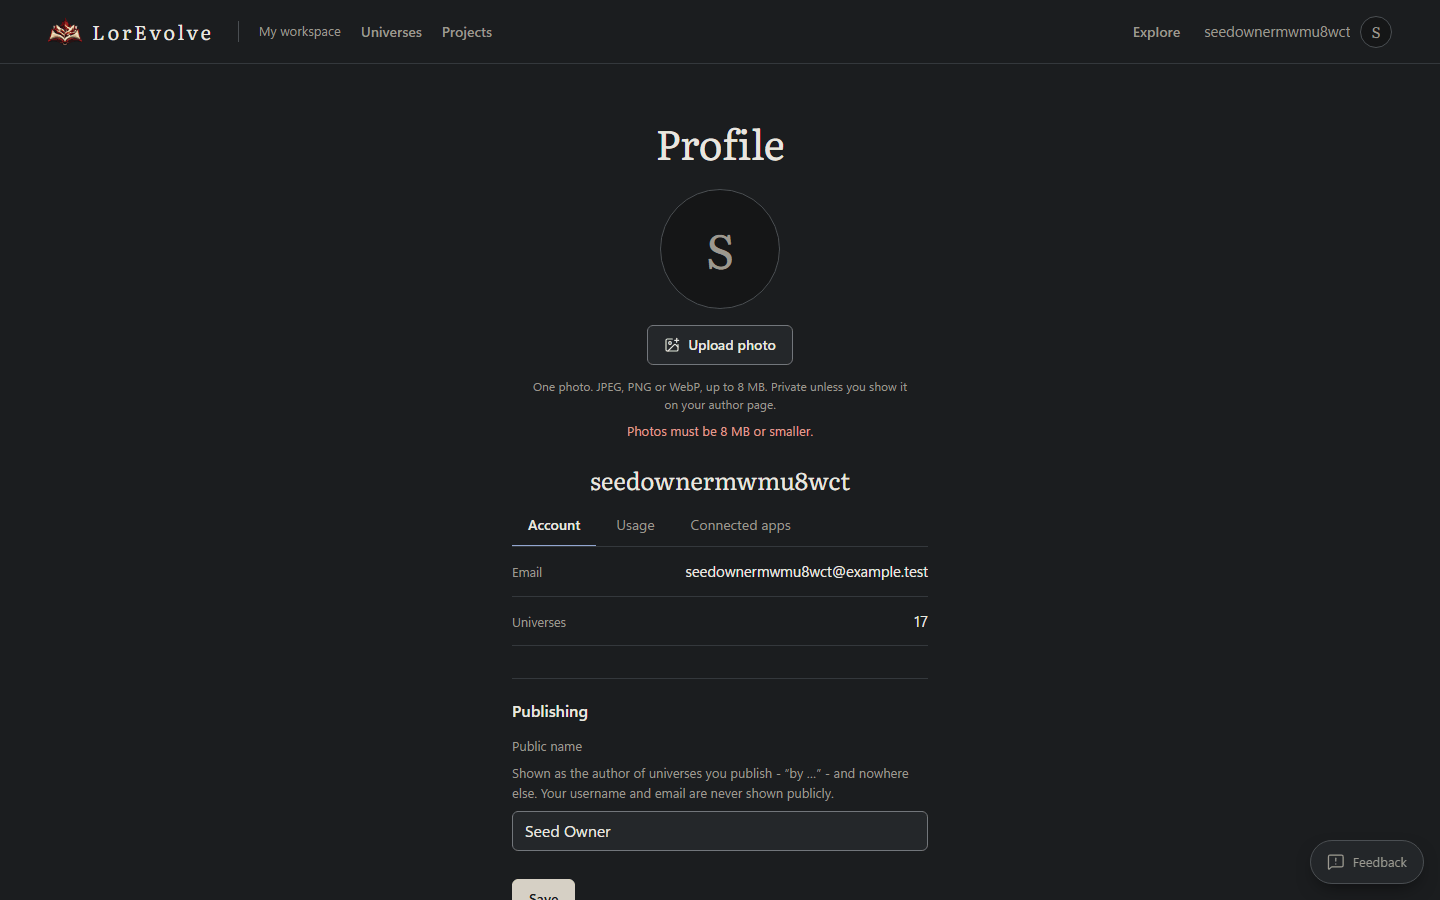 LorEvolve
My workspace
Universes
Projects
Explore
seedownermwmu8wct
S
Profile
S
Upload photo
One photo. JPEG, PNG or WebP, up to 8 MB. Private unless you show it
on your author page.
Photos must be 8 MB or smaller.
seedownermwmu8wct
Account
Usage
Connected apps
Email
seedownermwmu8wct@example.test
Universes
17
Publishing
Public name
Shown as the author of universes you publish - “by ...” - and nowhere
else. Your username and email are never shown publicly.
Seed Owner
Save
Feedback